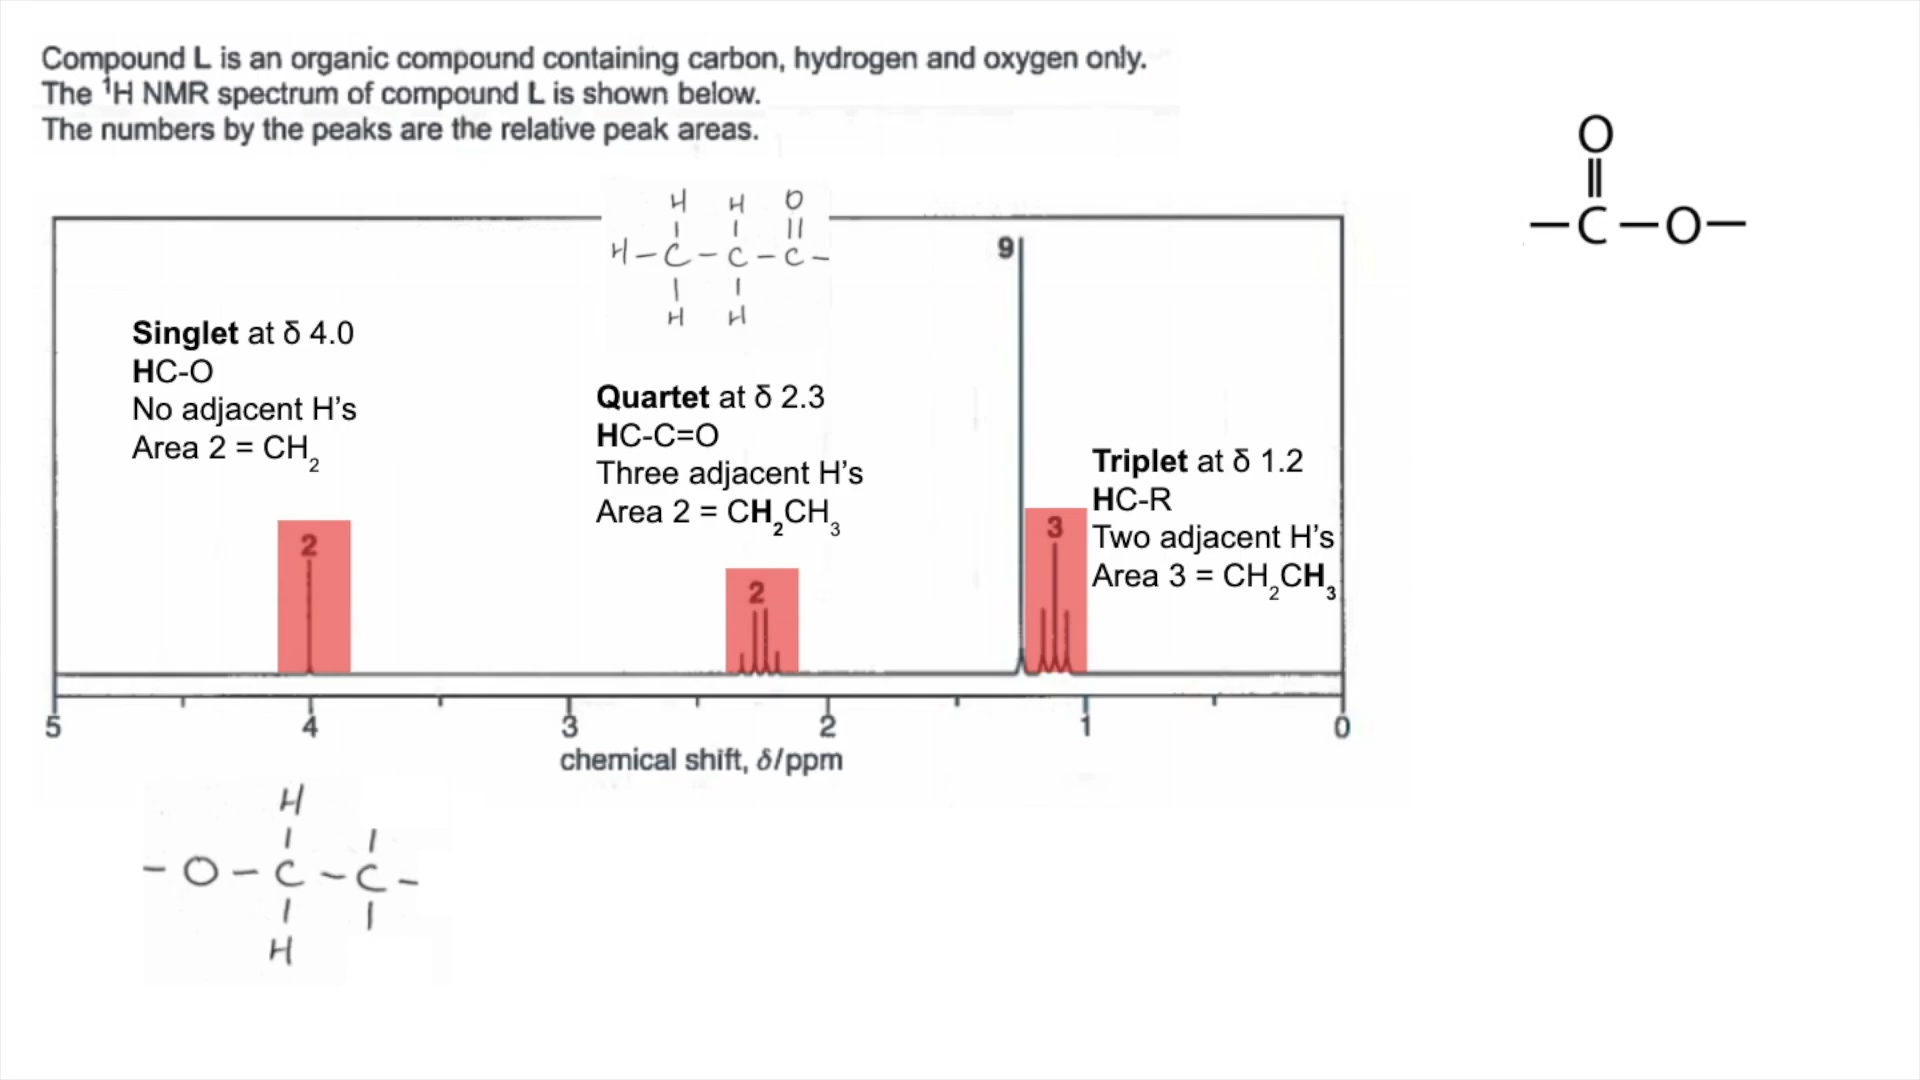 Compound L is an organic compound containing carbon, hydrogen and oxygen only.
The ¹H NMR spectrum of compound L is shown below.
The numbers by the peaks are the relative peak areas.
O
||
—C—O—
H H O
| | ||
H—C—C—C—
| |
H H
9
Singlet at δ 4.0
HC-O
No adjacent H's
Area 2 = CH₂
Quartet at δ 2.3
HC-C=O
Three adjacent H's
Area 2 = CH₂CH₃
Triplet at δ 1.2
HC-R
Two adjacent H's
Area 3 = CH₂CH₃
2
2
3
5 4 3 2 1 0
chemical shift, δ/ppm
H
| |
-O-C-C-
| |
H